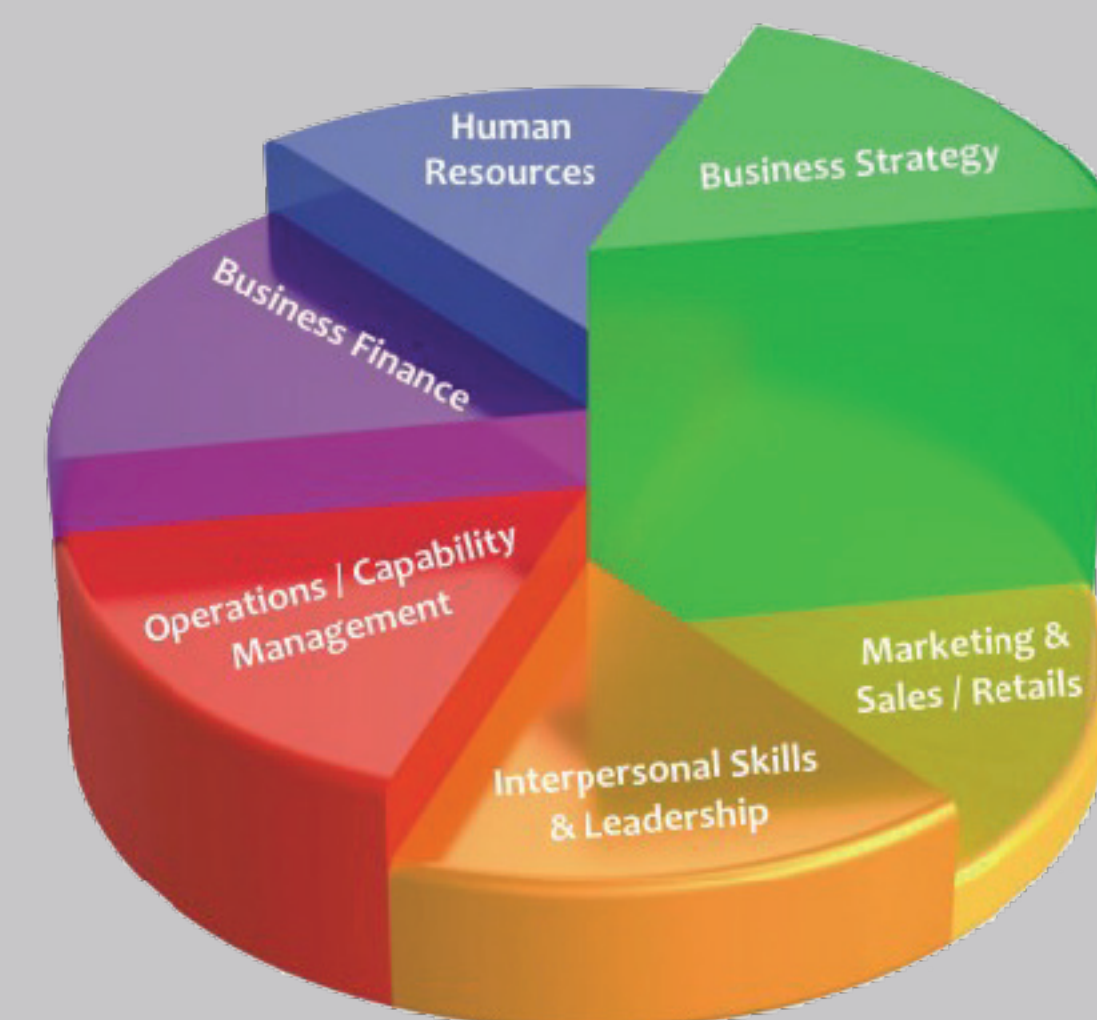 Human
Resources
Business Strategy
Business Finance
Operations / Capability
Management
Marketing &
Sales / Retails
Interpersonal Skills
& Leadership